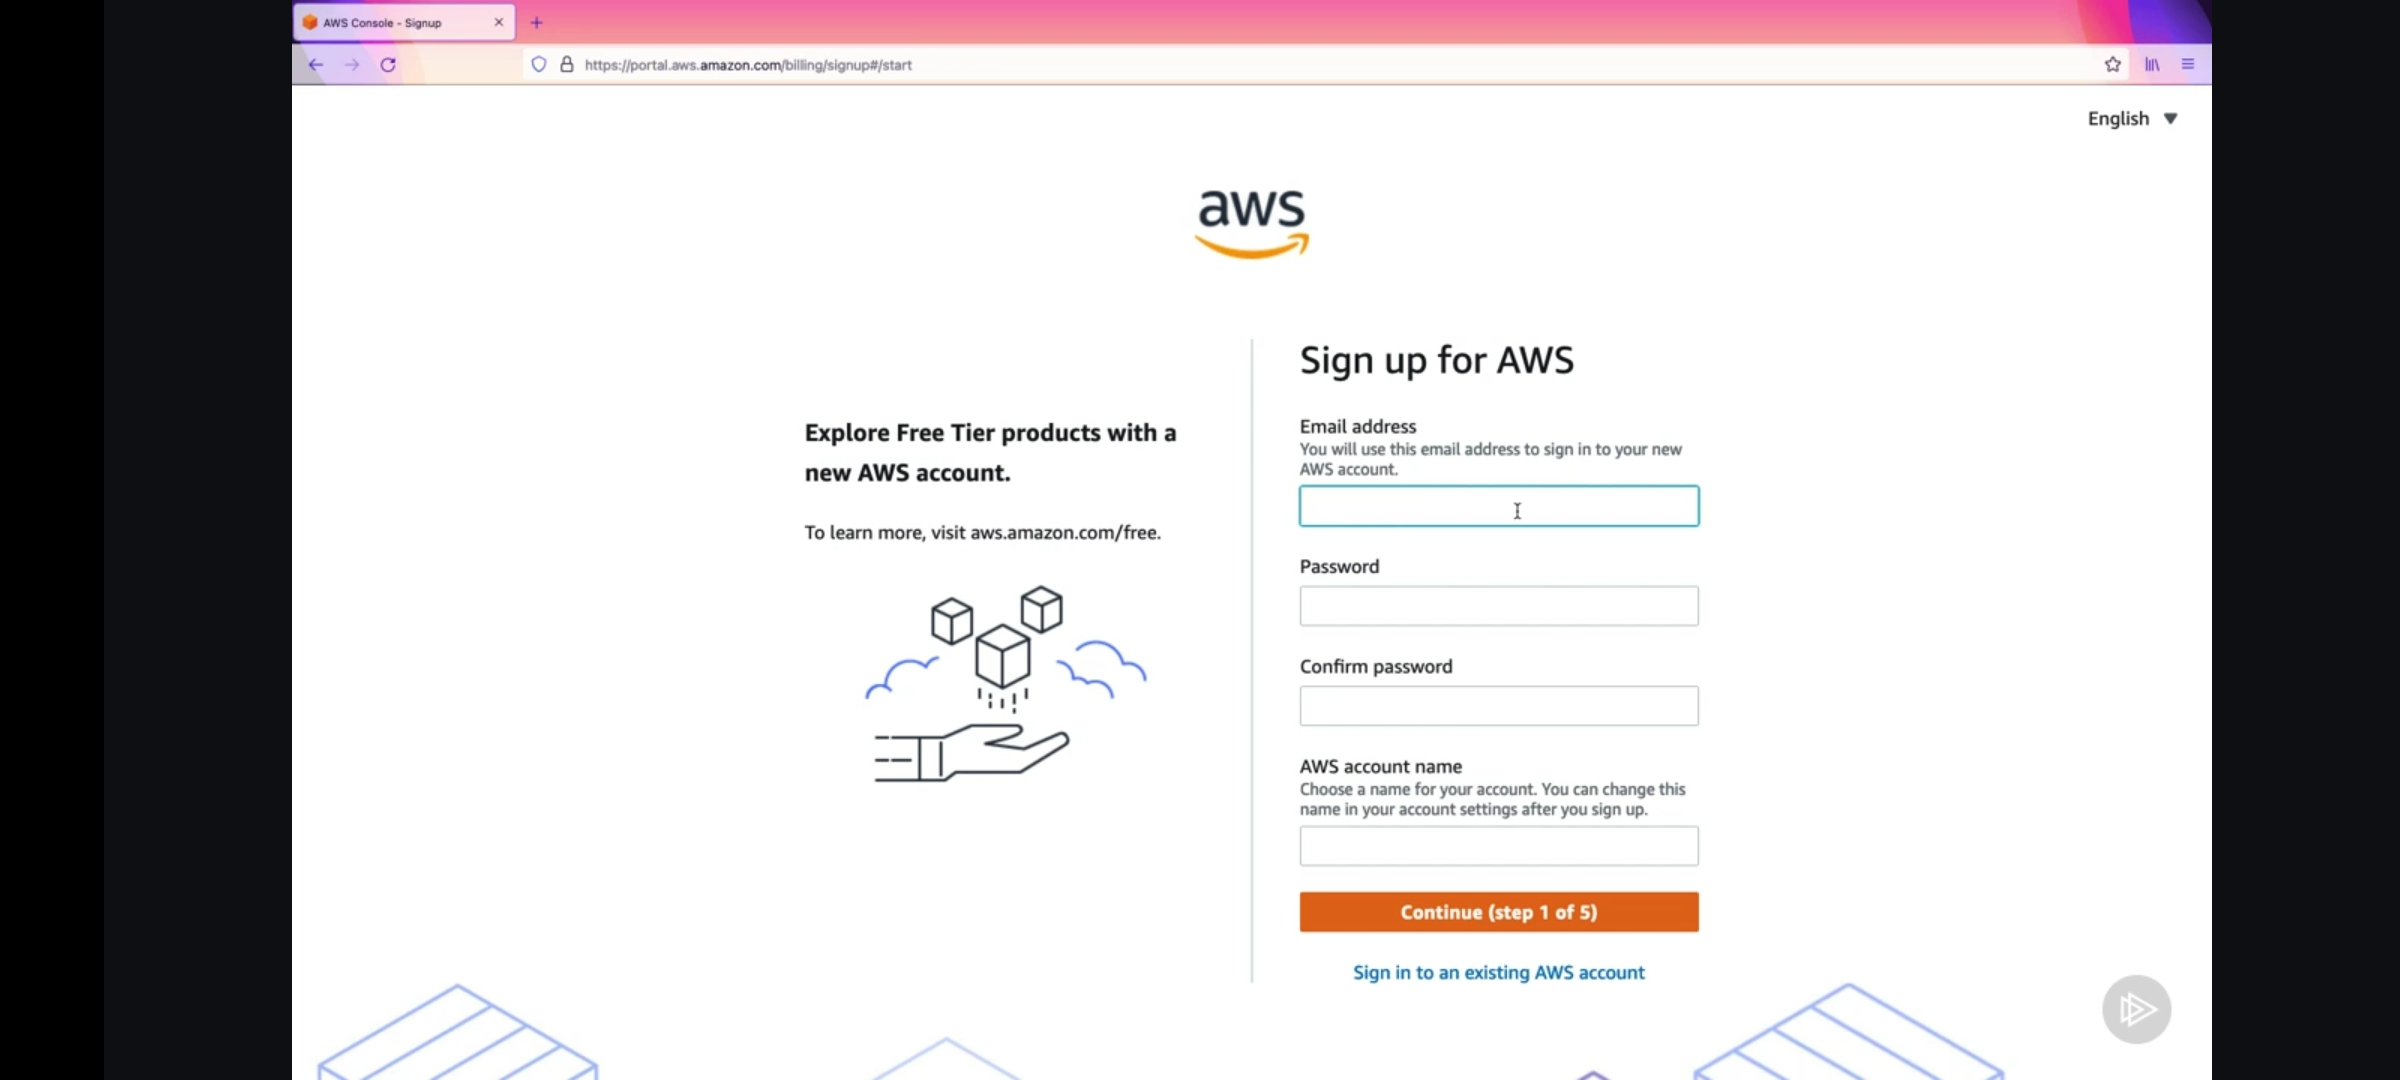 AWS Console - Signup
https://portal.aws.amazon.com/billing/signup#/start
English
aws
Explore Free Tier products with a
new AWS account.
To learn more, visit aws.amazon.com/free.
Sign up for AWS
Email address
You will use this email address to sign in to your new
AWS account.
Password
Confirm password
AWS account name
Choose a name for your account. You can change this
name in your account settings after you sign up.
Continue (step 1 of 5)
Sign in to an existing AWS account